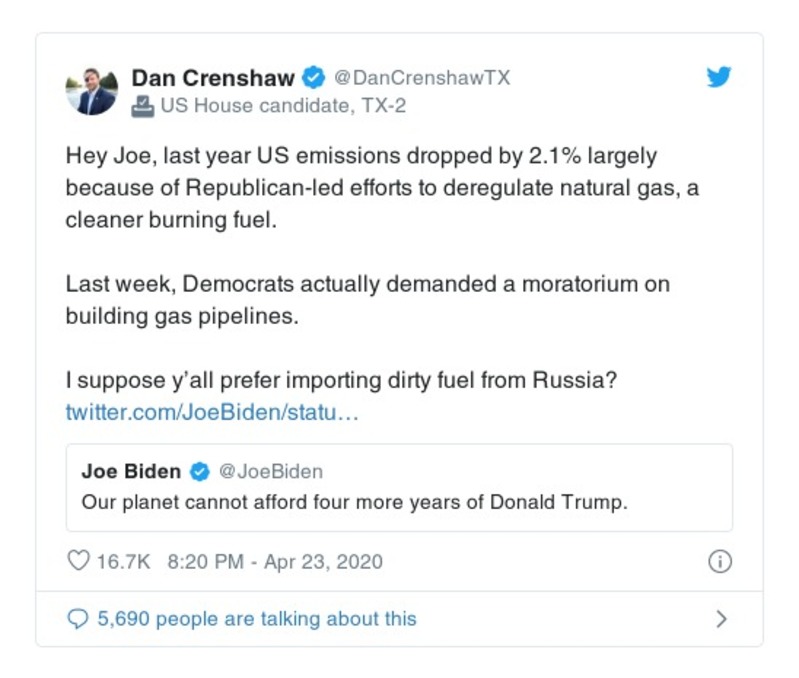 Dan Crenshaw @DanCrenshawTX
US House candidate, TX-2
Hey Joe, last year US emissions dropped by 2.1% largely
because of Republican-led efforts to deregulate natural gas, a
cleaner burning fuel.
Last week, Democrats actually demanded a moratorium on
building gas pipelines.
I suppose y’all prefer importing dirty fuel from Russia?
twitter.com/JoeBiden/statu…
Joe Biden @JoeBiden
Our planet cannot afford four more years of Donald Trump.
16.7K 8:20 PM - Apr 23, 2020
5,690 people are talking about this